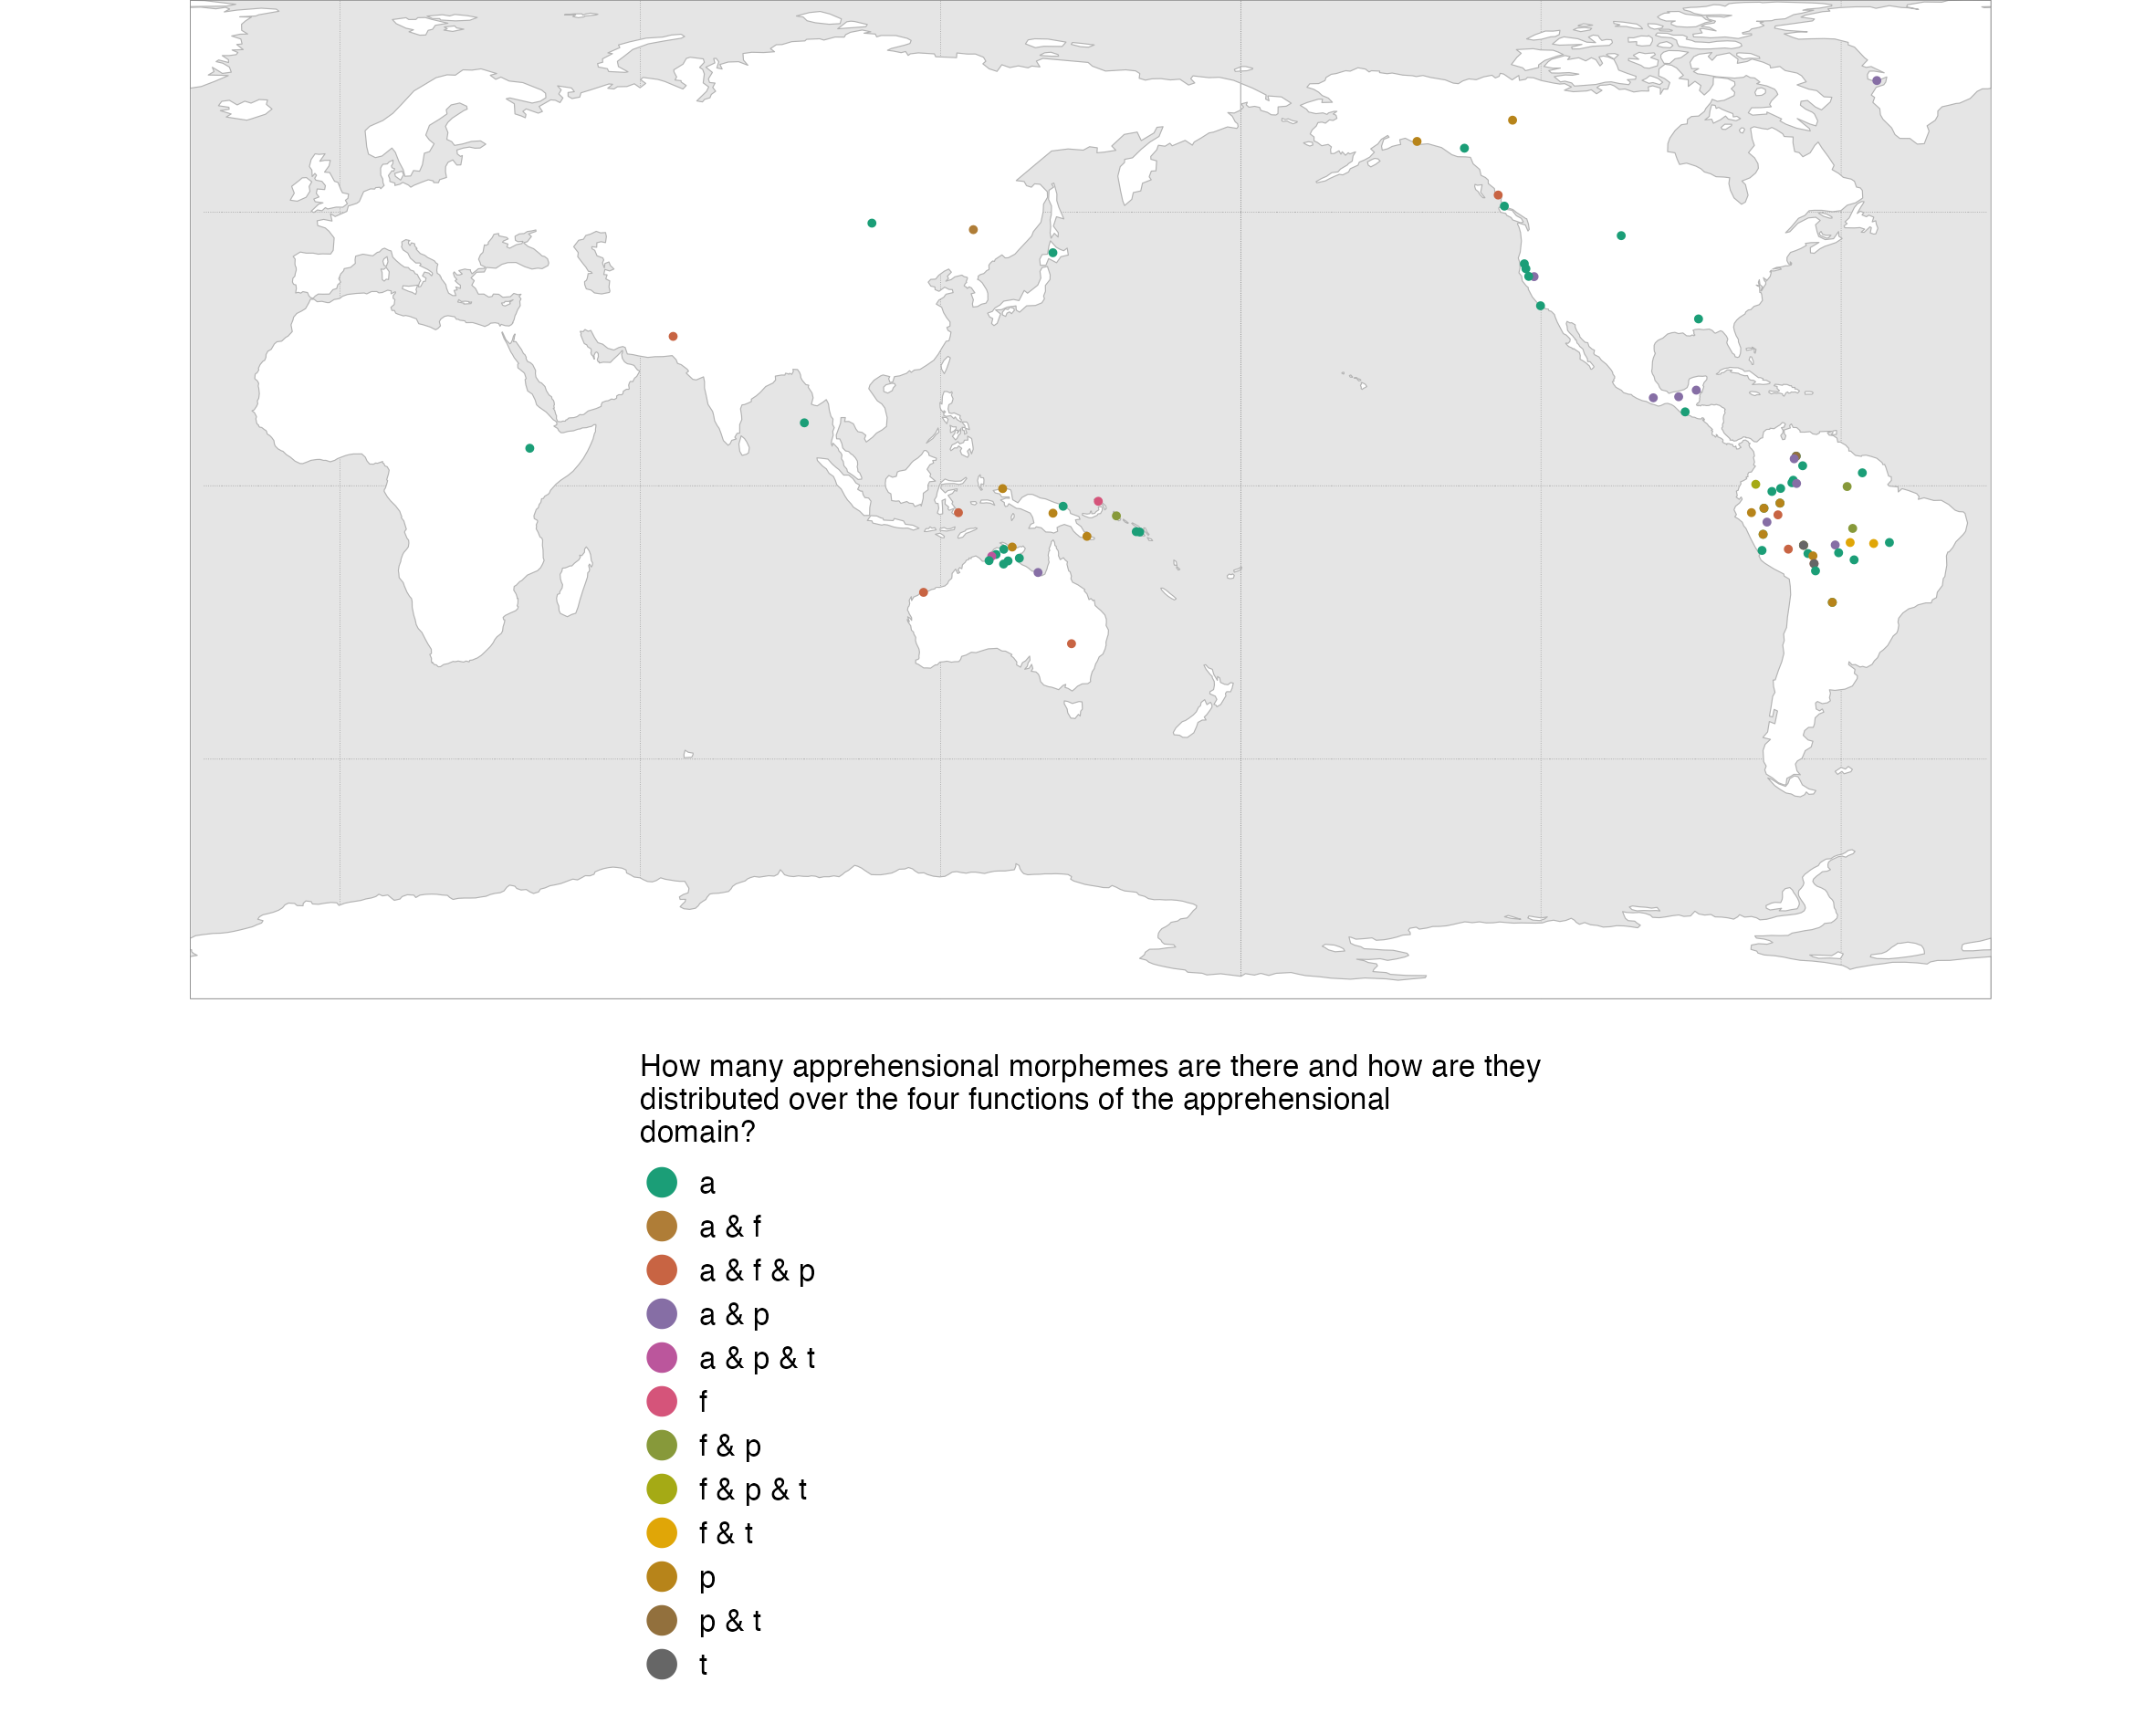 How many apprehensional morphemes are there and how are they
distributed over the four functions of the apprehensional
domain?
a
a & f
a & f & p
a & p
a & p & t
f
f & p
f & p & t
f & t
p
p & t
t